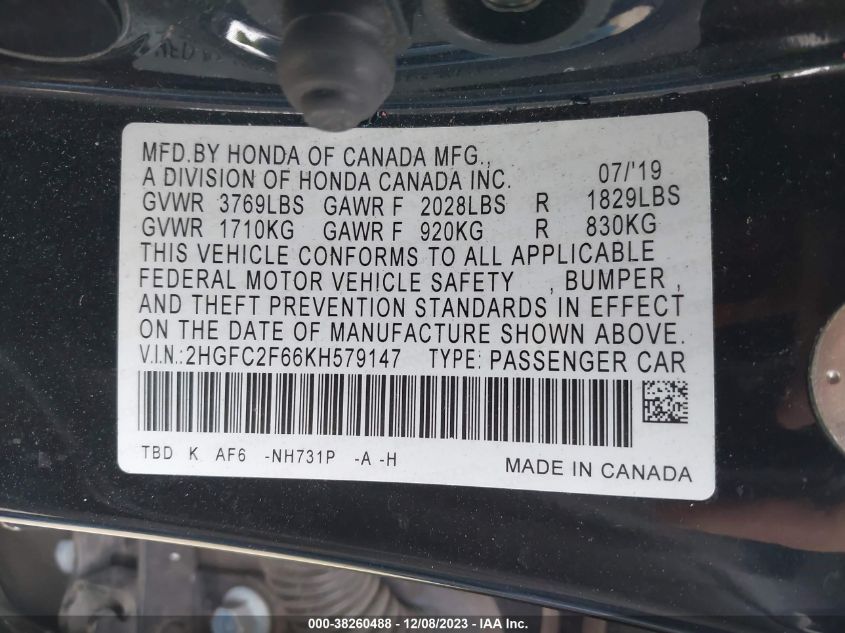 MFD.BY HONDA OF CANADA MFG.,
A DIVISION OF HONDA CANADA INC. 07/'19
GVWR 3769LBS GAWR F 2028LBS R 1829LBS
GVWR 1710KG GAWR F 920KG R 830KG
THIS VEHICLE CONFORMS TO ALL APPLICABLE
FEDERAL MOTOR VEHICLE SAFETY , BUMPER ,
AND THEFT PREVENTION STANDARDS IN EFFECT
ON THE DATE OF MANUFACTURE SHOWN ABOVE.
V.I.N.:2HGFC2F66KH579147 TYPE: PASSENGER CAR
TBD K AF6 -NH731P -A -H
MADE IN CANADA
000-38260488 - 12/08/2023 - IAA Inc.